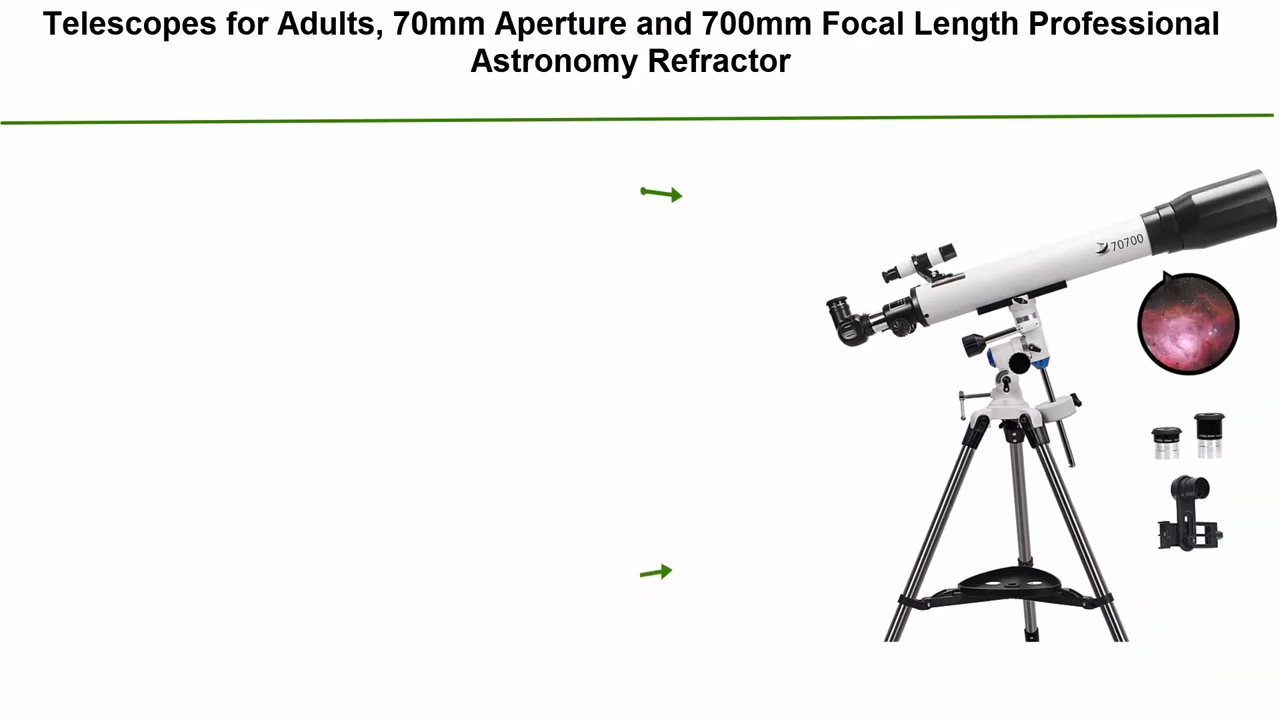 Telescopes for Adults, 70mm Aperture and 700mm Focal Length Professional
Astronomy Refractor
70700